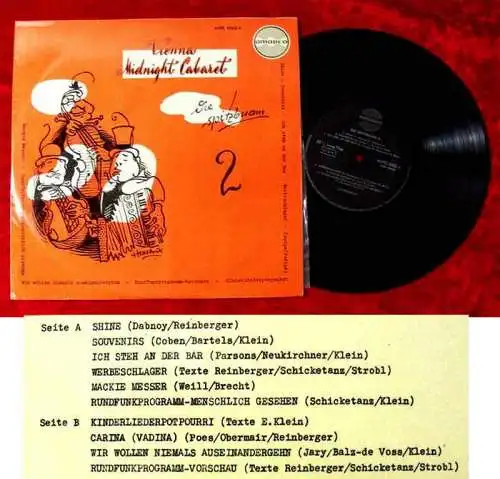 amadeo
Vienna
Midnight Cabaret
die
spitzbuam
2
Seite A SHINE (Dabnoy/Reinberger)
SOUVENIRS (Coben/Bartels/Klein)
ICH STEH AN DER BAR (Parsons/Neukirchner/Klein)
WERBESCHLAGER (Texte Reinberger/Schicketanz/Strobl)
MACKIE MESSER (Weill/Brecht)
RUNDFUNKPROGRAMM-MENSCHLICH GESEHEN (Schicketanz/Klein)
Seite B KINDERLIEDERPOTPOURRI (Texte E.Klein)
CARINA (VADINA) (Poes/Obermair/Reinberger)
WIR WOLLEN NIEMALS AUSEINANDERGEHN (Jary/Balz-de Voss/Klein)
RUNDFUNKPROGRAMM-VORSCHAU (Texte Reinberger/Schicketanz/Strobl)